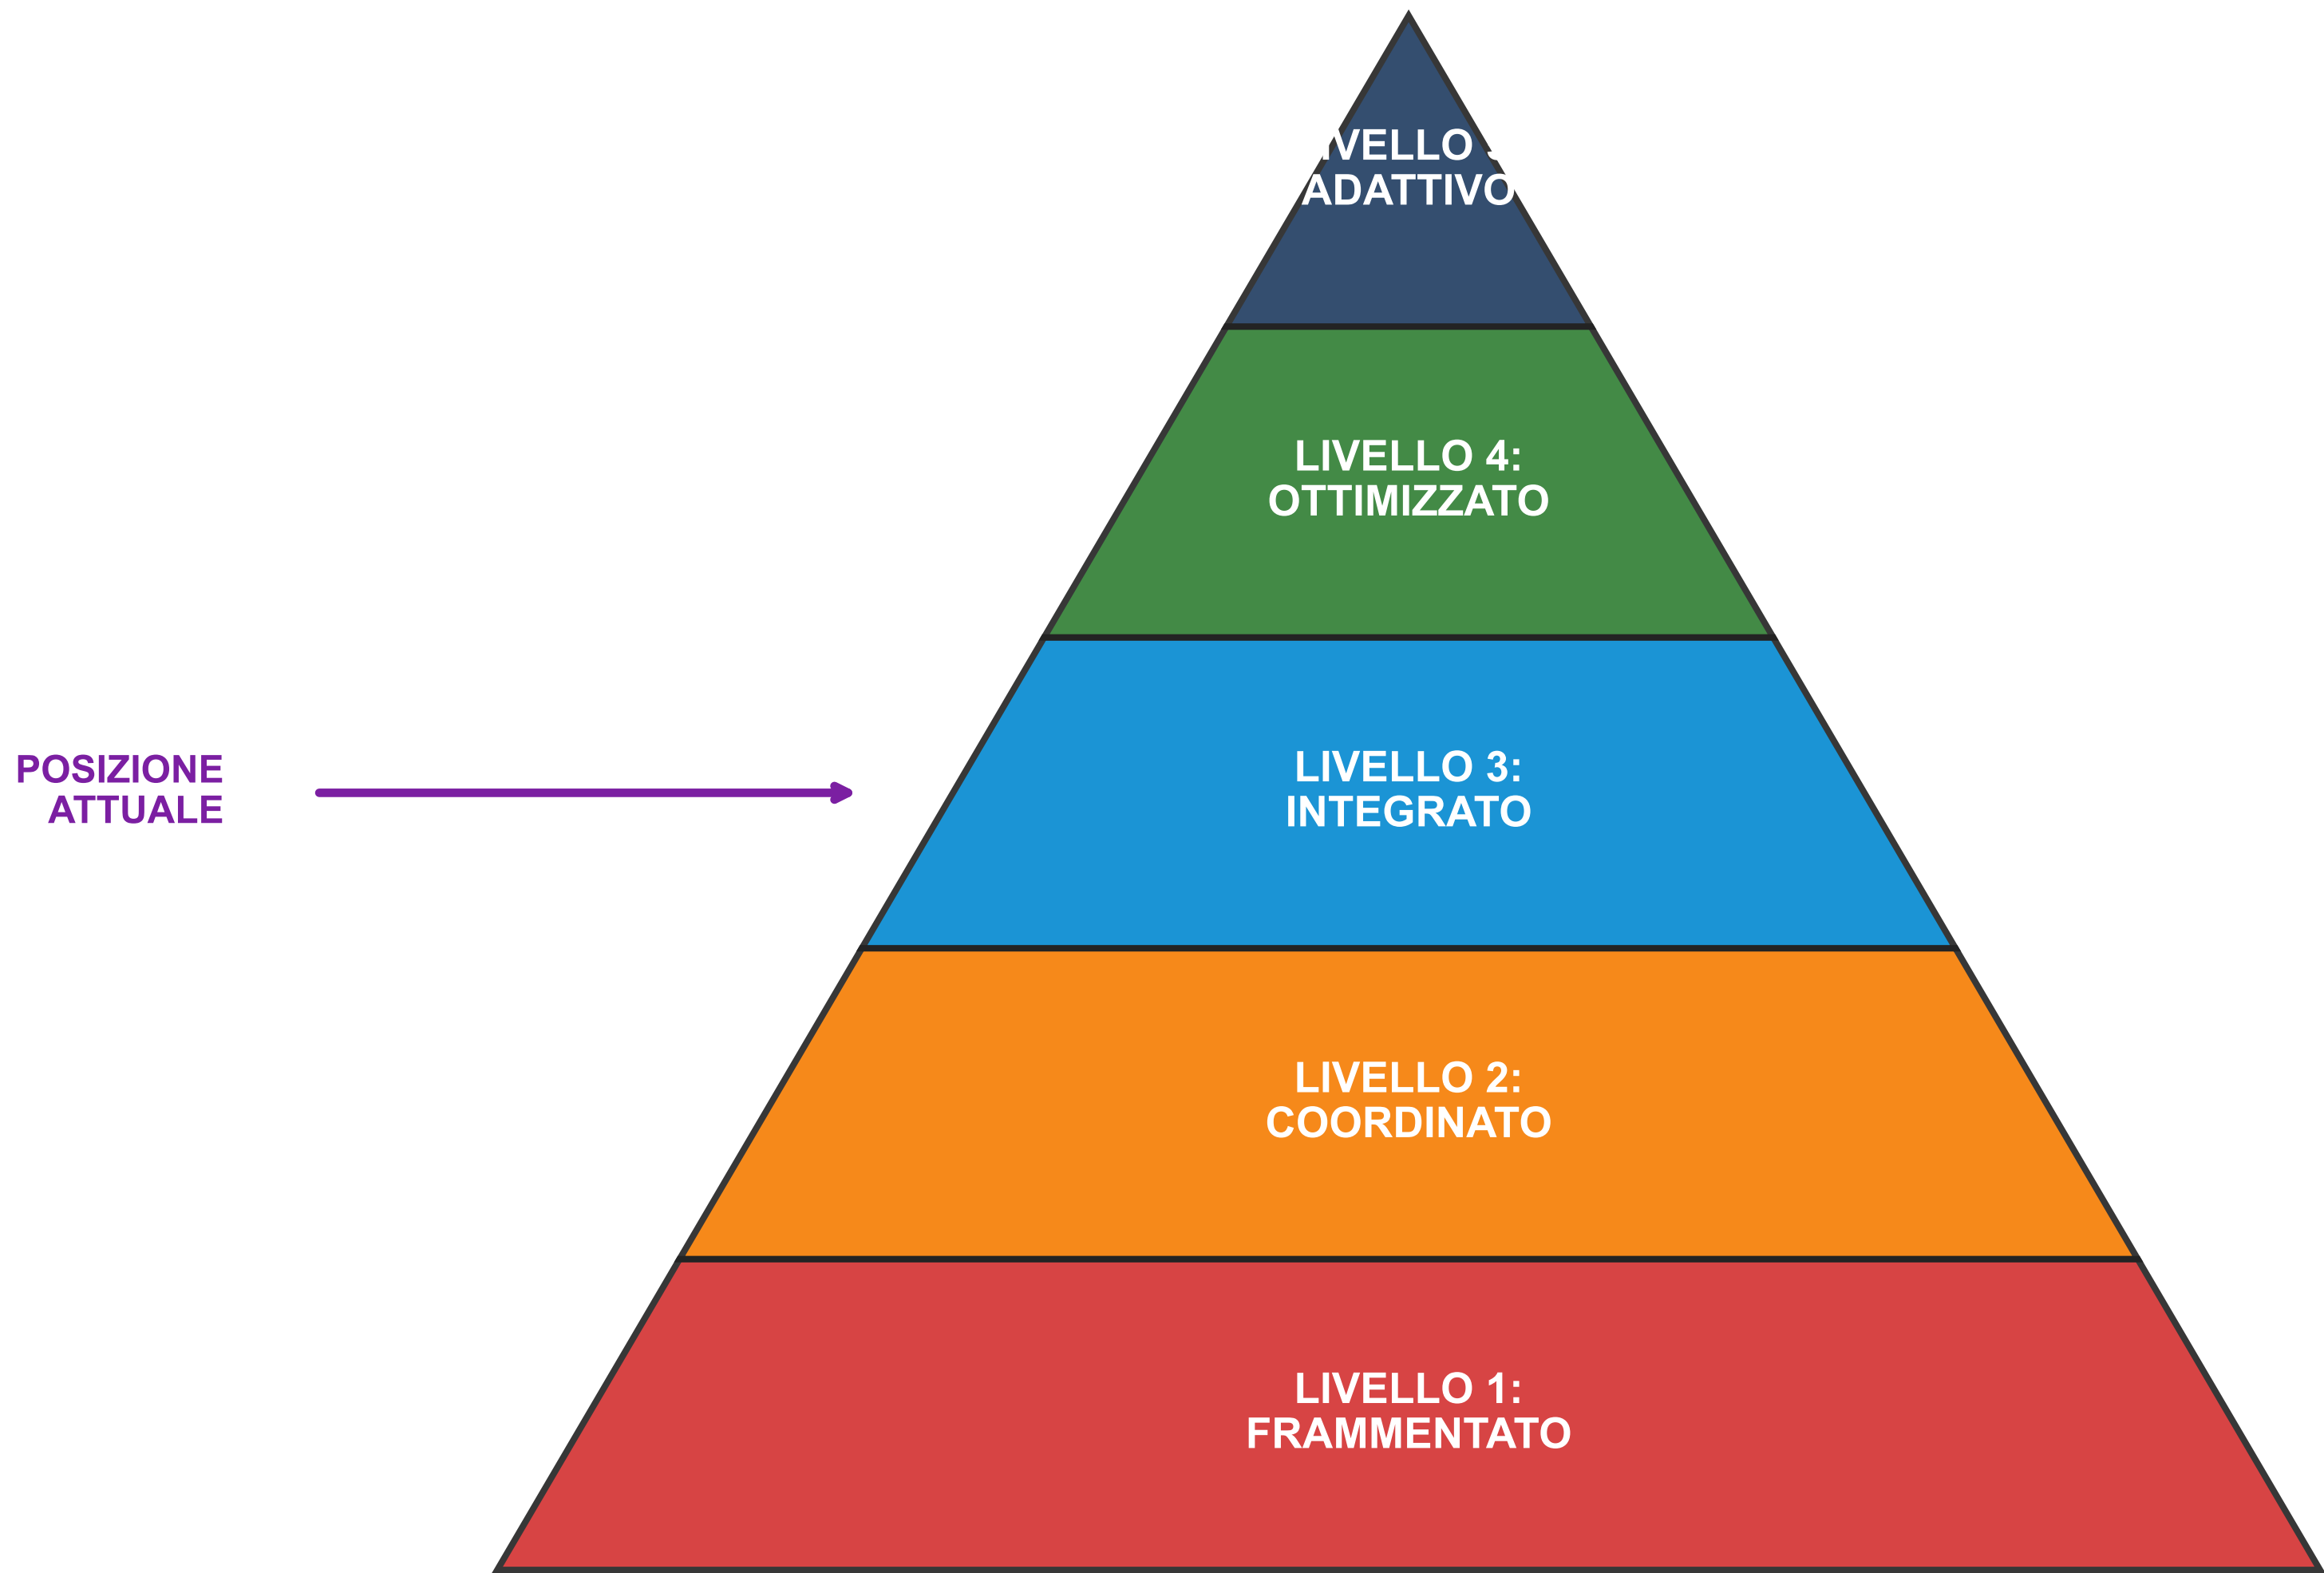 VELLO
ADATTIVO
LIVELLO 4:
OTTIMIZZATO
POSIZIONE
ATTUALE
LIVELLO 3:
INTEGRATO
LIVELLO 2:
COORDINATO
LIVELLO 1:
FRAMMENTATO